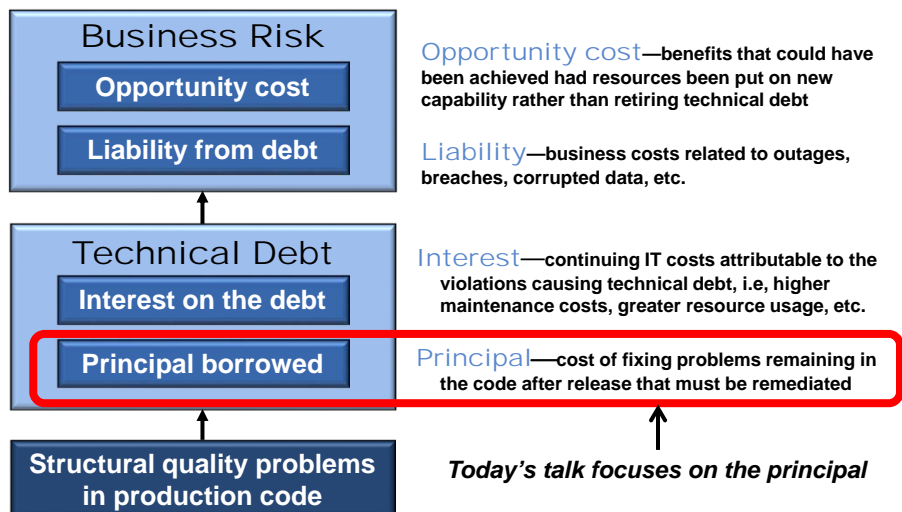 Business Risk
Opportunity cost
Liability from debt
Opportunity cost—benefits that could have
been achieved had resources been put on new
capability rather than retiring technical debt
Liability—business costs related to outages,
breaches, corrupted data, etc.
Technical Debt
Interest on the debt
Principal borrowed
Interest—continuing IT costs attributable to the
violations causing technical debt, i.e, higher
maintenance costs, greater resource usage, etc.
Principal—cost of fixing problems remaining in
the code after release that must be remediated
Structural quality problems
in production code
Today's talk focuses on the principal